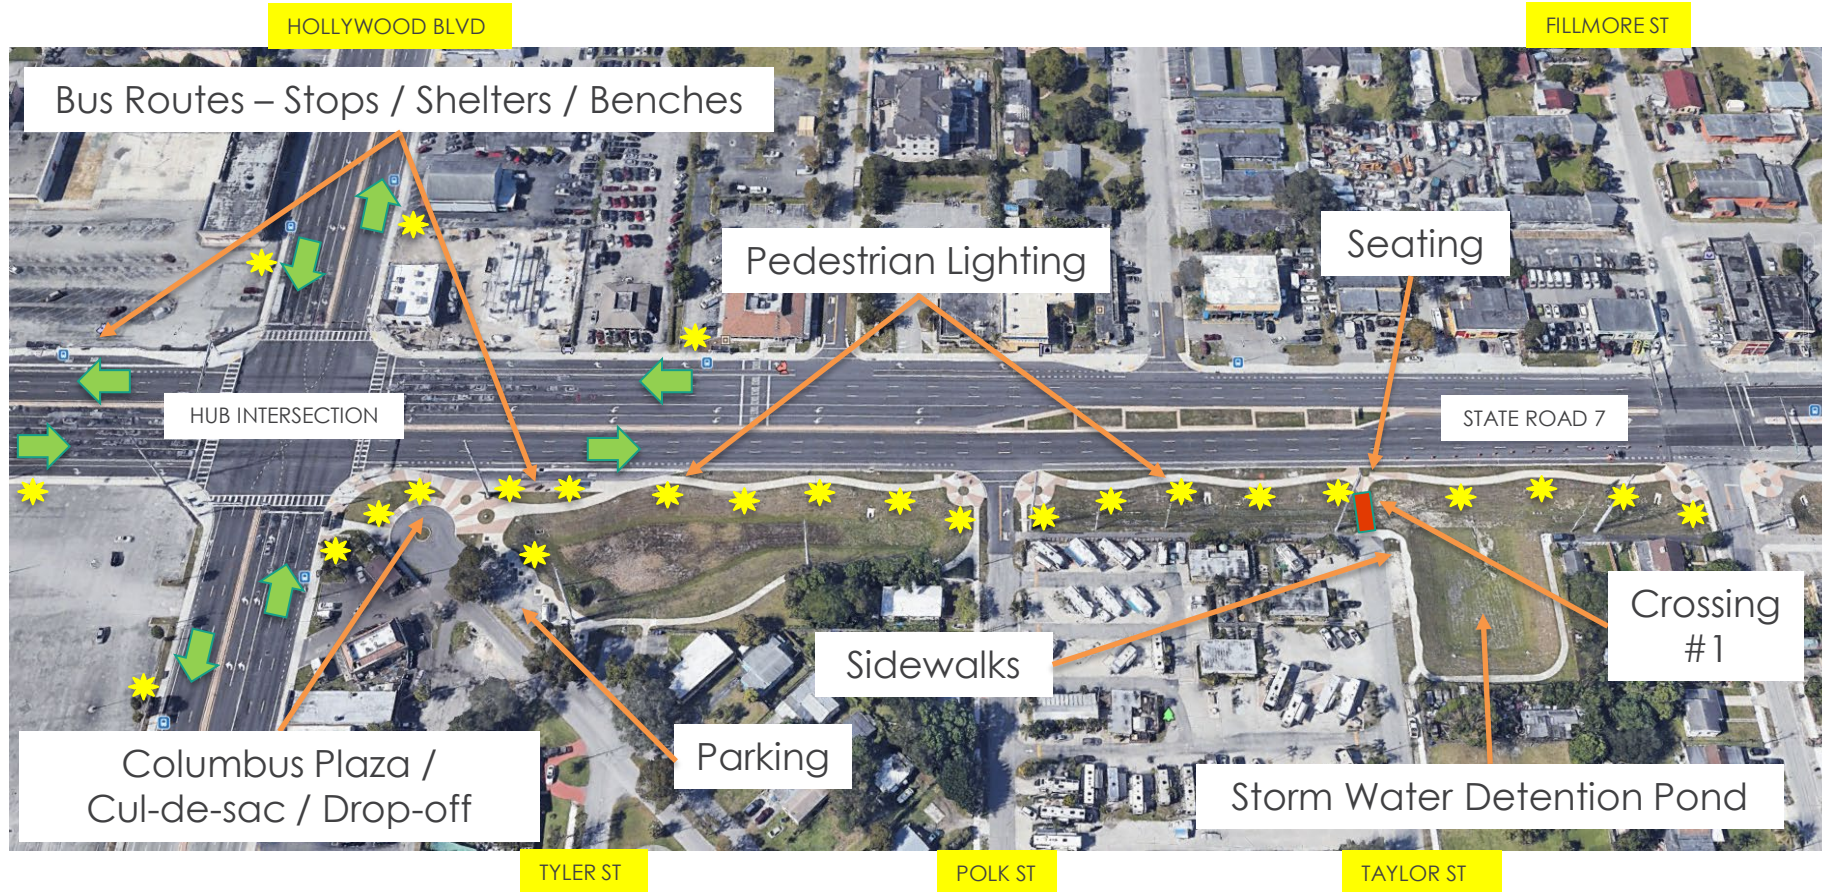 HOLLYWOOD BLVD
FILLMORE ST
Bus Routes – Stops / Shelters / Benches
Pedestrian Lighting
Seating
HUB INTERSECTION
STATE ROAD 7
Sidewalks
Crossing
#1
Columbus Plaza /
Cul-de-sac / Drop-off
Parking
Storm Water Detention Pond
TYLER ST
POLK ST
TAYLOR ST